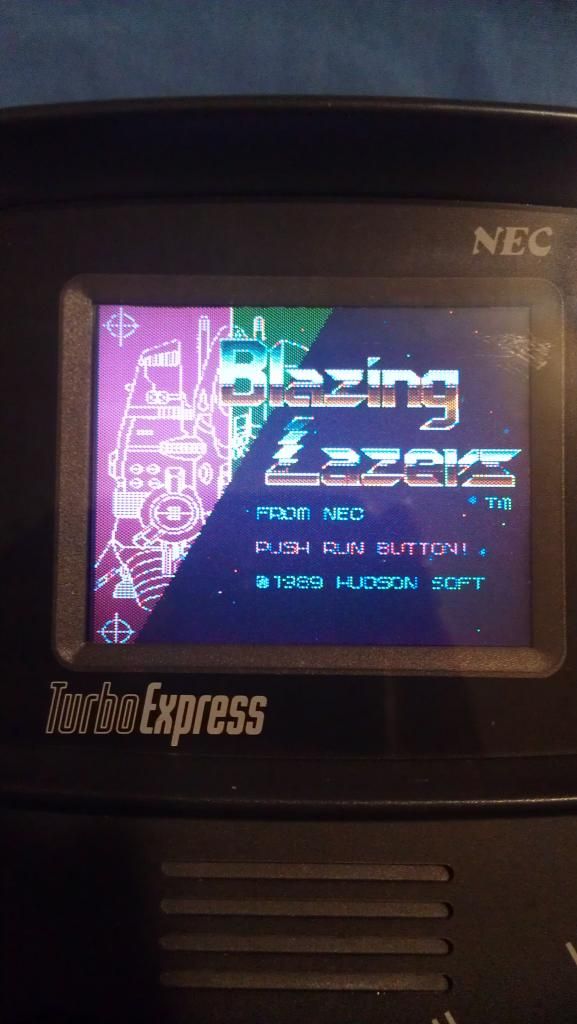 NEC
Blazing
Lazers
TM
FROM NEC
PUSH RUN BUTTON!
©1989 HUDSON SOFT
TurboExpress